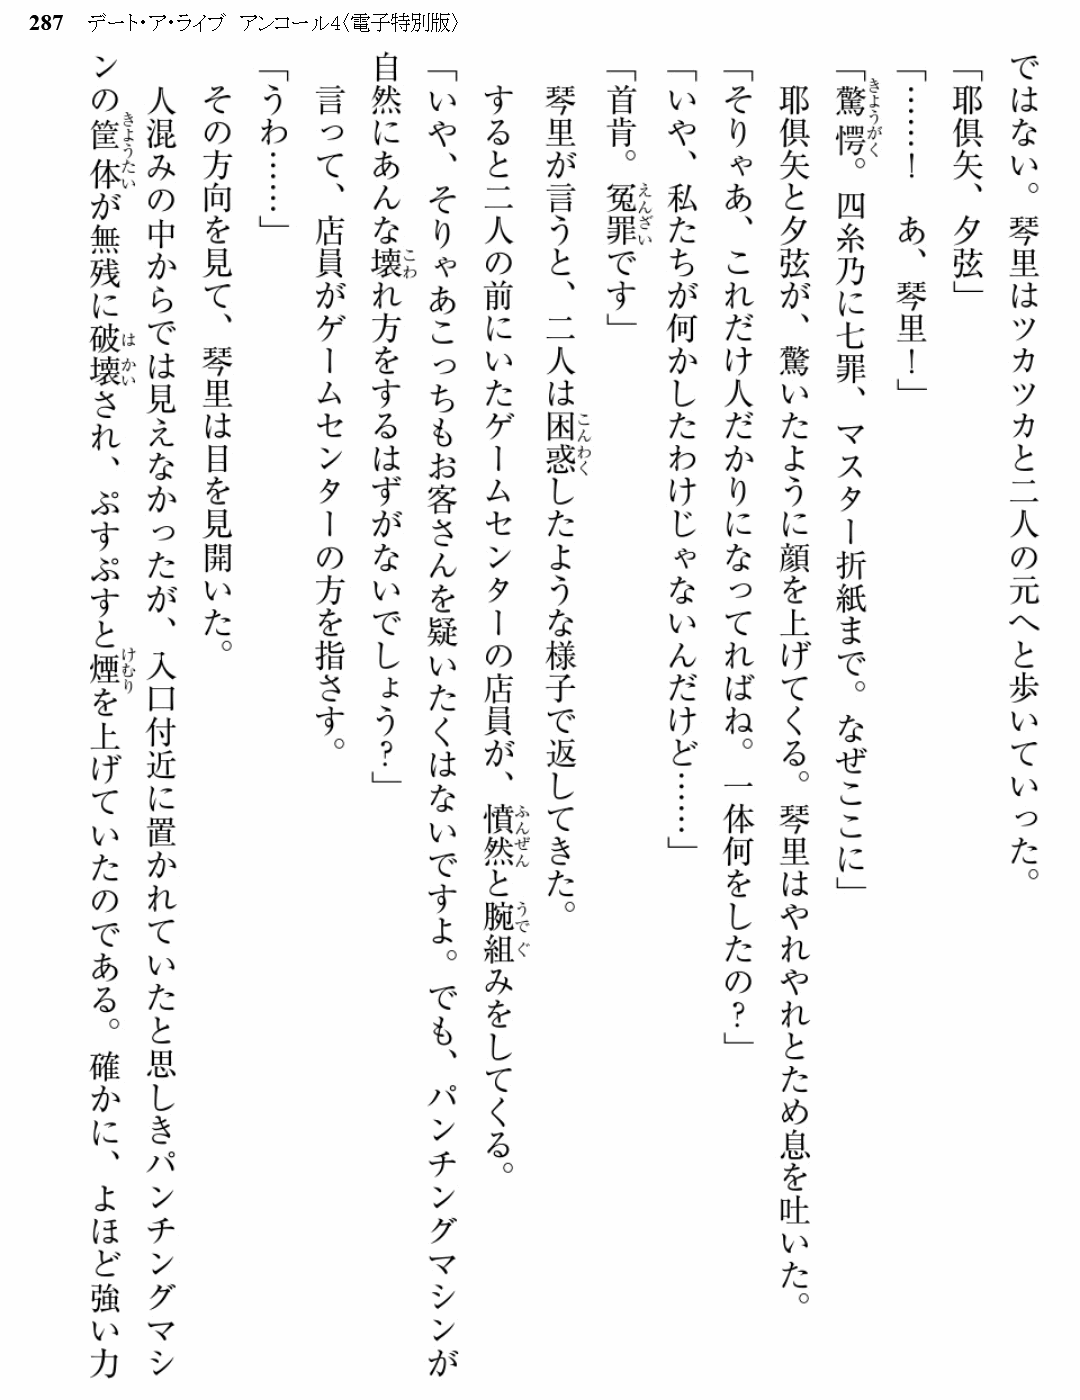 287 デート・ア・ライブ アンコール4〈電子特別版〉
ではない。琴里はツカツカと二人の元へと歩いていった。
「耶倶矢、夕弦」
「……！　あ、琴里！」
「驚愕。四糸乃に七罪、マスター折紙まで。なぜここに」
耶倶矢と夕弦が、驚いたように顔を上げてくる。琴里はやれやれとため息を吐いた。
「そりゃあ、これだけ人だかりになってればね。一体何をしたの？」
「いや、私たちが何かしたわけじゃないんだけど……」
「首肯。冤罪です」
琴里が言うと、二人は困惑したような様子で返してきた。
すると二人の前にいたゲームセンターの店員が、憤然と腕組みをしてくる。
「いや、そりゃあこっちもお客さんを疑いたくはないですよ。でも、パンチングマシンが
自然にあんな壊れ方をするはずがないでしょう？」
言って、店員がゲームセンターの方を指さす。
「うわ……」
その方向を見て、琴里は目を見開いた。
人混みの中からでは見えなかったが、入口付近に置かれていたと思しきパンチングマシ
ンの筐体が無残に破壊され、ぷすぷすと煙を上げていたのである。確かに、よほど強い力